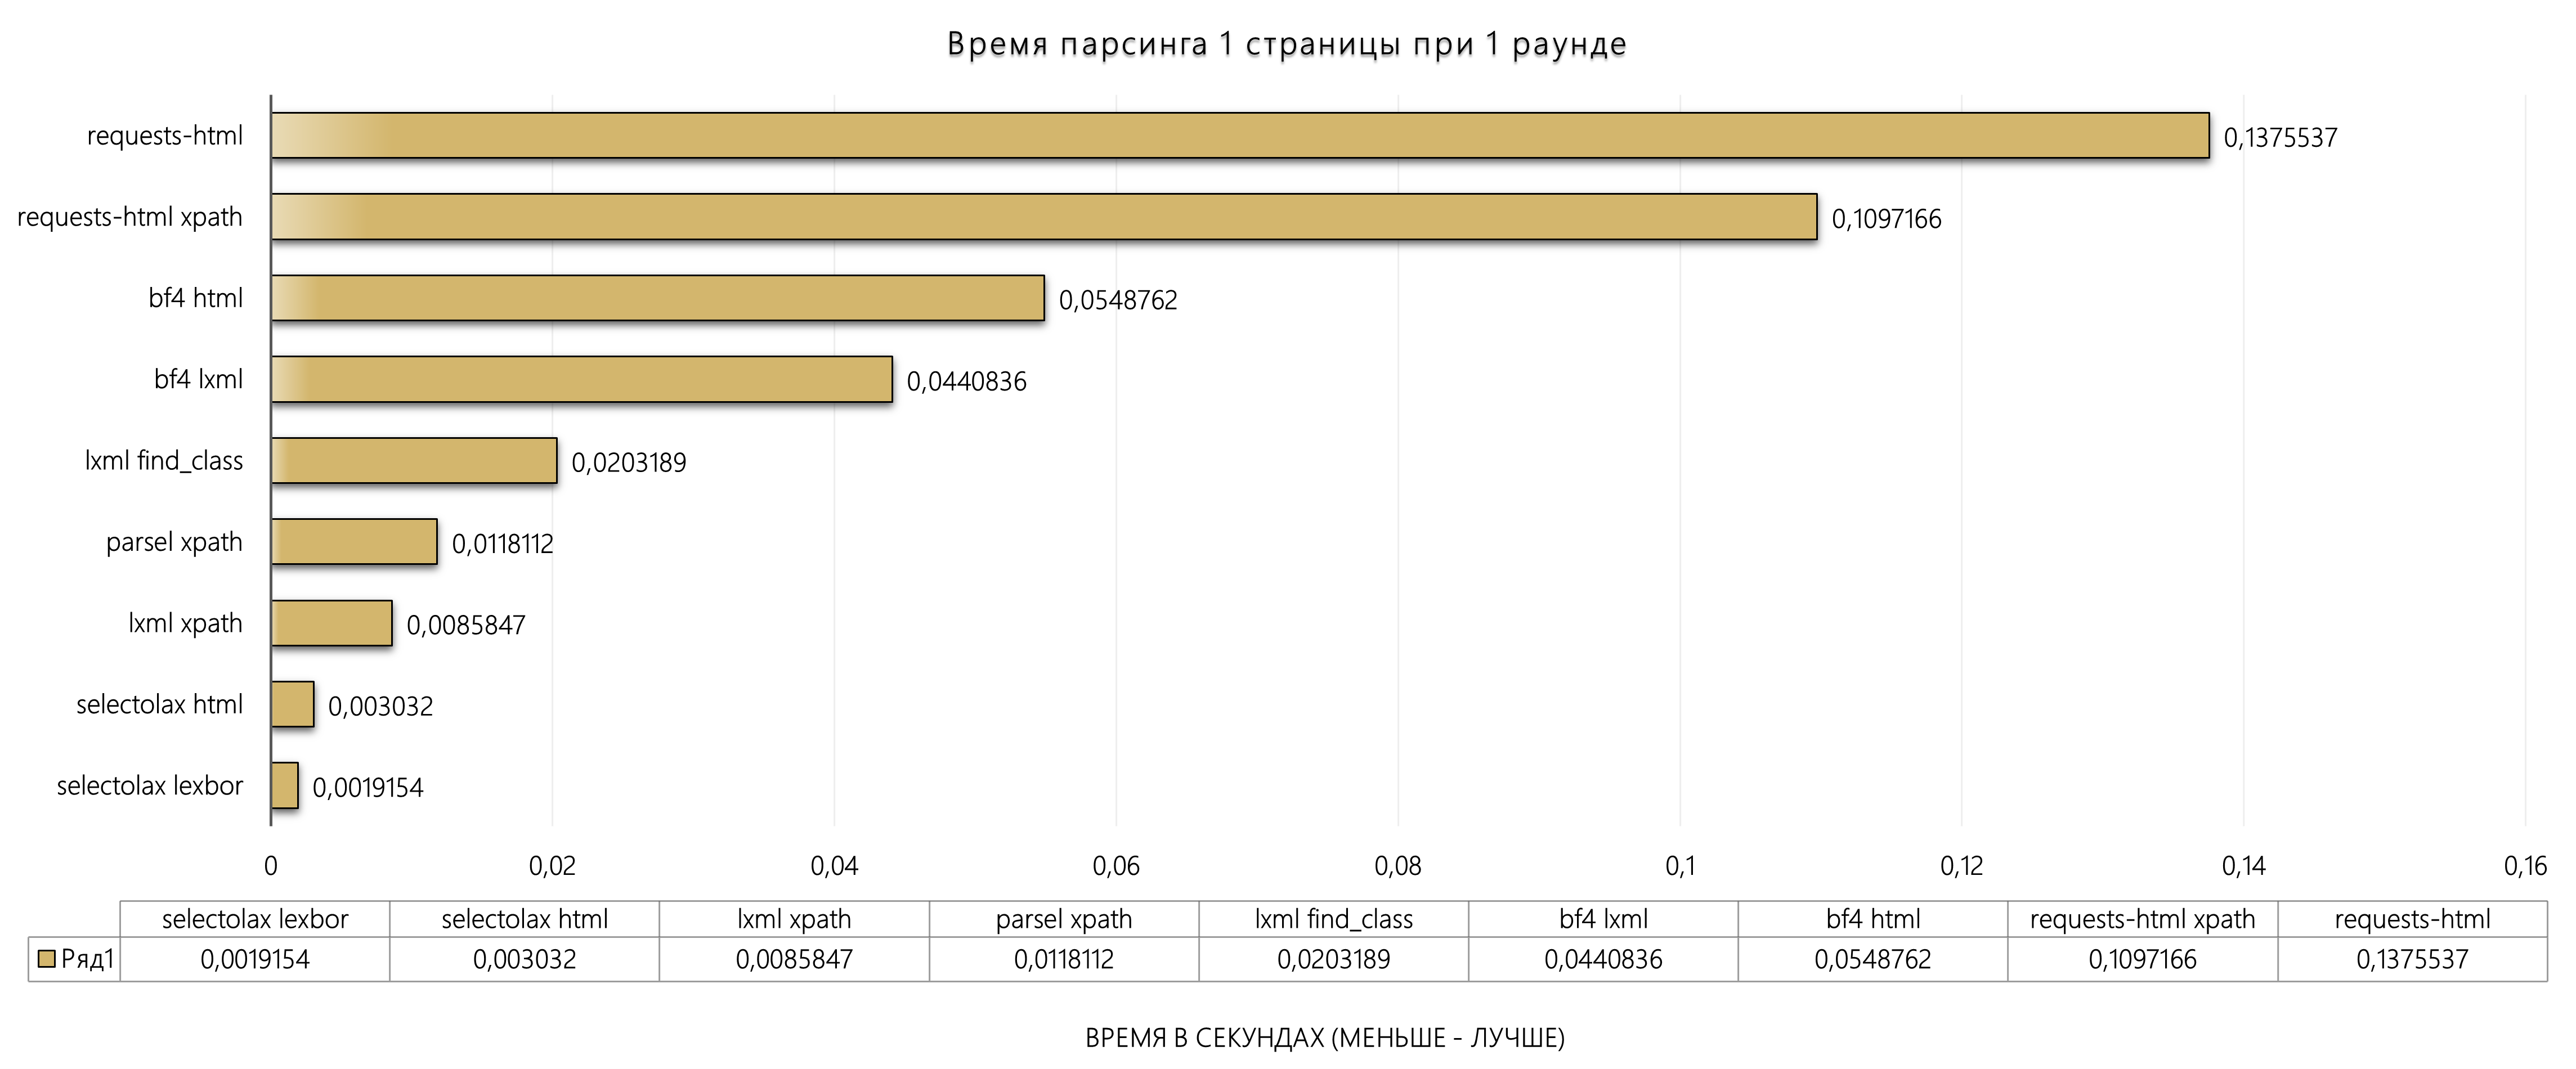 Время парсинга 1 страницы при 1 раунде
requests-html 0,1375537
requests-html xpath 0,1097166
bf4 html 0,0548762
bf4 lxml 0,0440836
lxml find_class 0,0203189
parsel xpath 0,0118112
lxml xpath 0,0085847
selectolax html 0,003032
selectolax lexbor 0,0019154
0 0,02 0,04 0,06 0,08 0,1 0,12 0,14 0,16
selectolax lexbor selectolax html lxml xpath parsel xpath lxml find_class bf4 lxml bf4 html requests-html xpath requests-html
Ряд1 0,0019154 0,003032 0,0085847 0,0118112 0,0203189 0,0440836 0,0548762 0,1097166 0,1375537
ВРЕМЯ В СЕКУНДАХ (МЕНЬШЕ - ЛУЧШЕ)